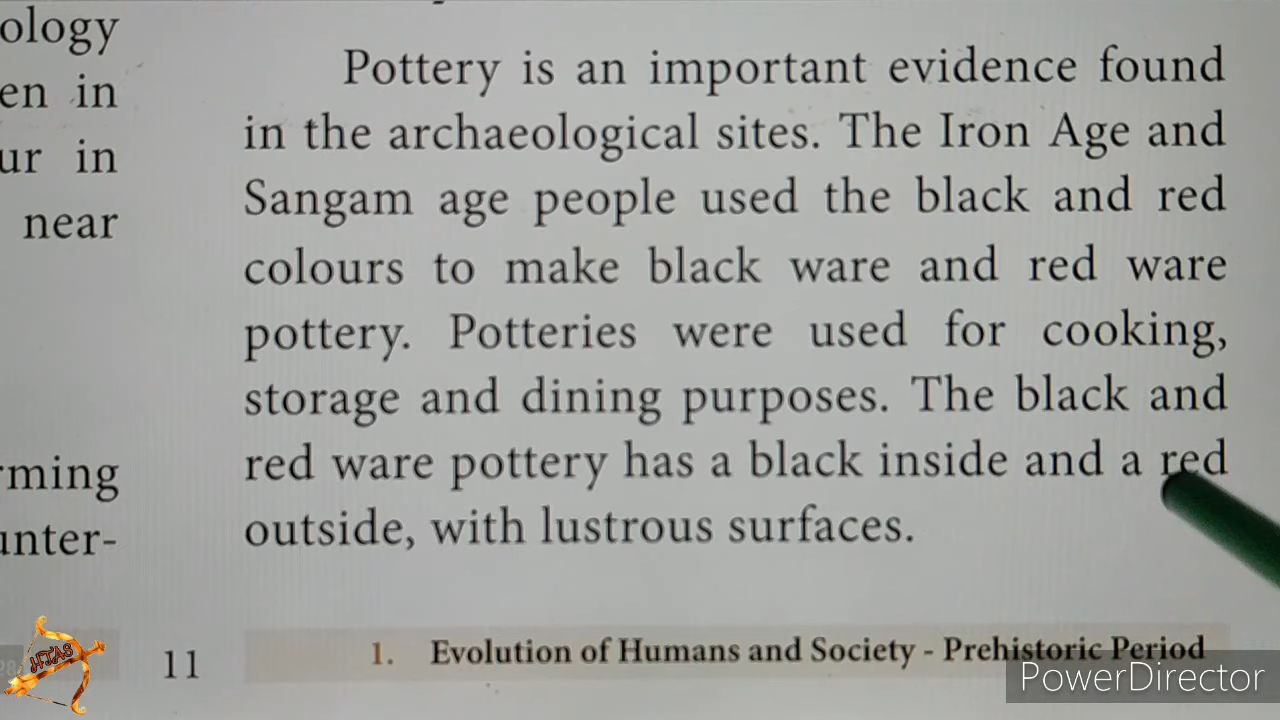 ology
en in
ur in
near
rming
unter-
Pottery is an important evidence found
in the archaeological sites. The Iron Age and
Sangam age people used the black and red
colours to make black ware and red ware
pottery. Potteries were used for cooking,
storage and dining purposes. The black and
red ware pottery has a black inside and a red
outside, with lustrous surfaces.
11
1. Evolution of Humans and Society - Prehistoric Period
HTAS
PowerDirector